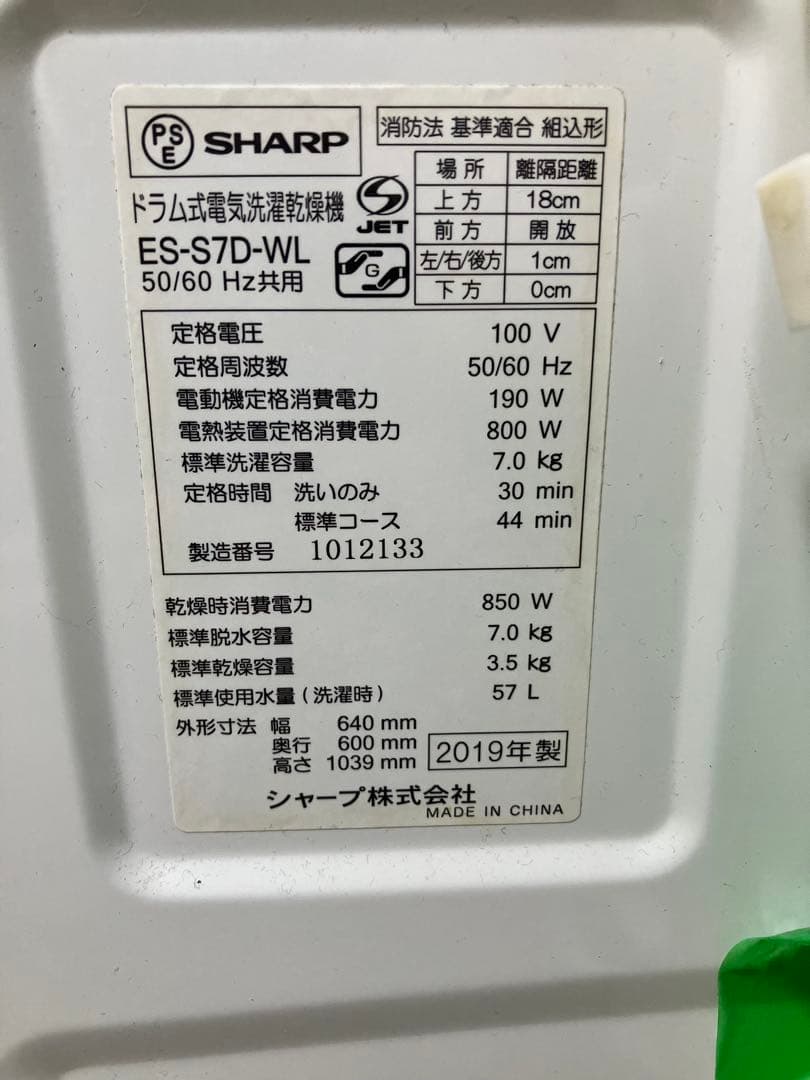 PSE SHARP
消防法 基準適合 組込形
場所 離隔距離
上方 18cm
前方 開放
左/右/後方 1cm
下方 0cm
ドラム式電気洗濯乾燥機
JET
ES-S7D-WL
G
50/60 Hz共用
定格電圧 100 V
定格周波数 50/60 Hz
電動機定格消費電力 190 W
電熱装置定格消費電力 800 W
標準洗濯容量 7.0 kg
定格時間 洗いのみ 30 min
標準コース 44 min
製造番号 1012133
乾燥時消費電力 850 W
標準脱水容量 7.0 kg
標準乾燥容量 3.5 kg
標準使用水量(洗濯時) 57 L
外形寸法 幅 640 mm
奥行 600 mm
高さ 1039 mm
2019年製
シャープ株式会社
MADE IN CHINA